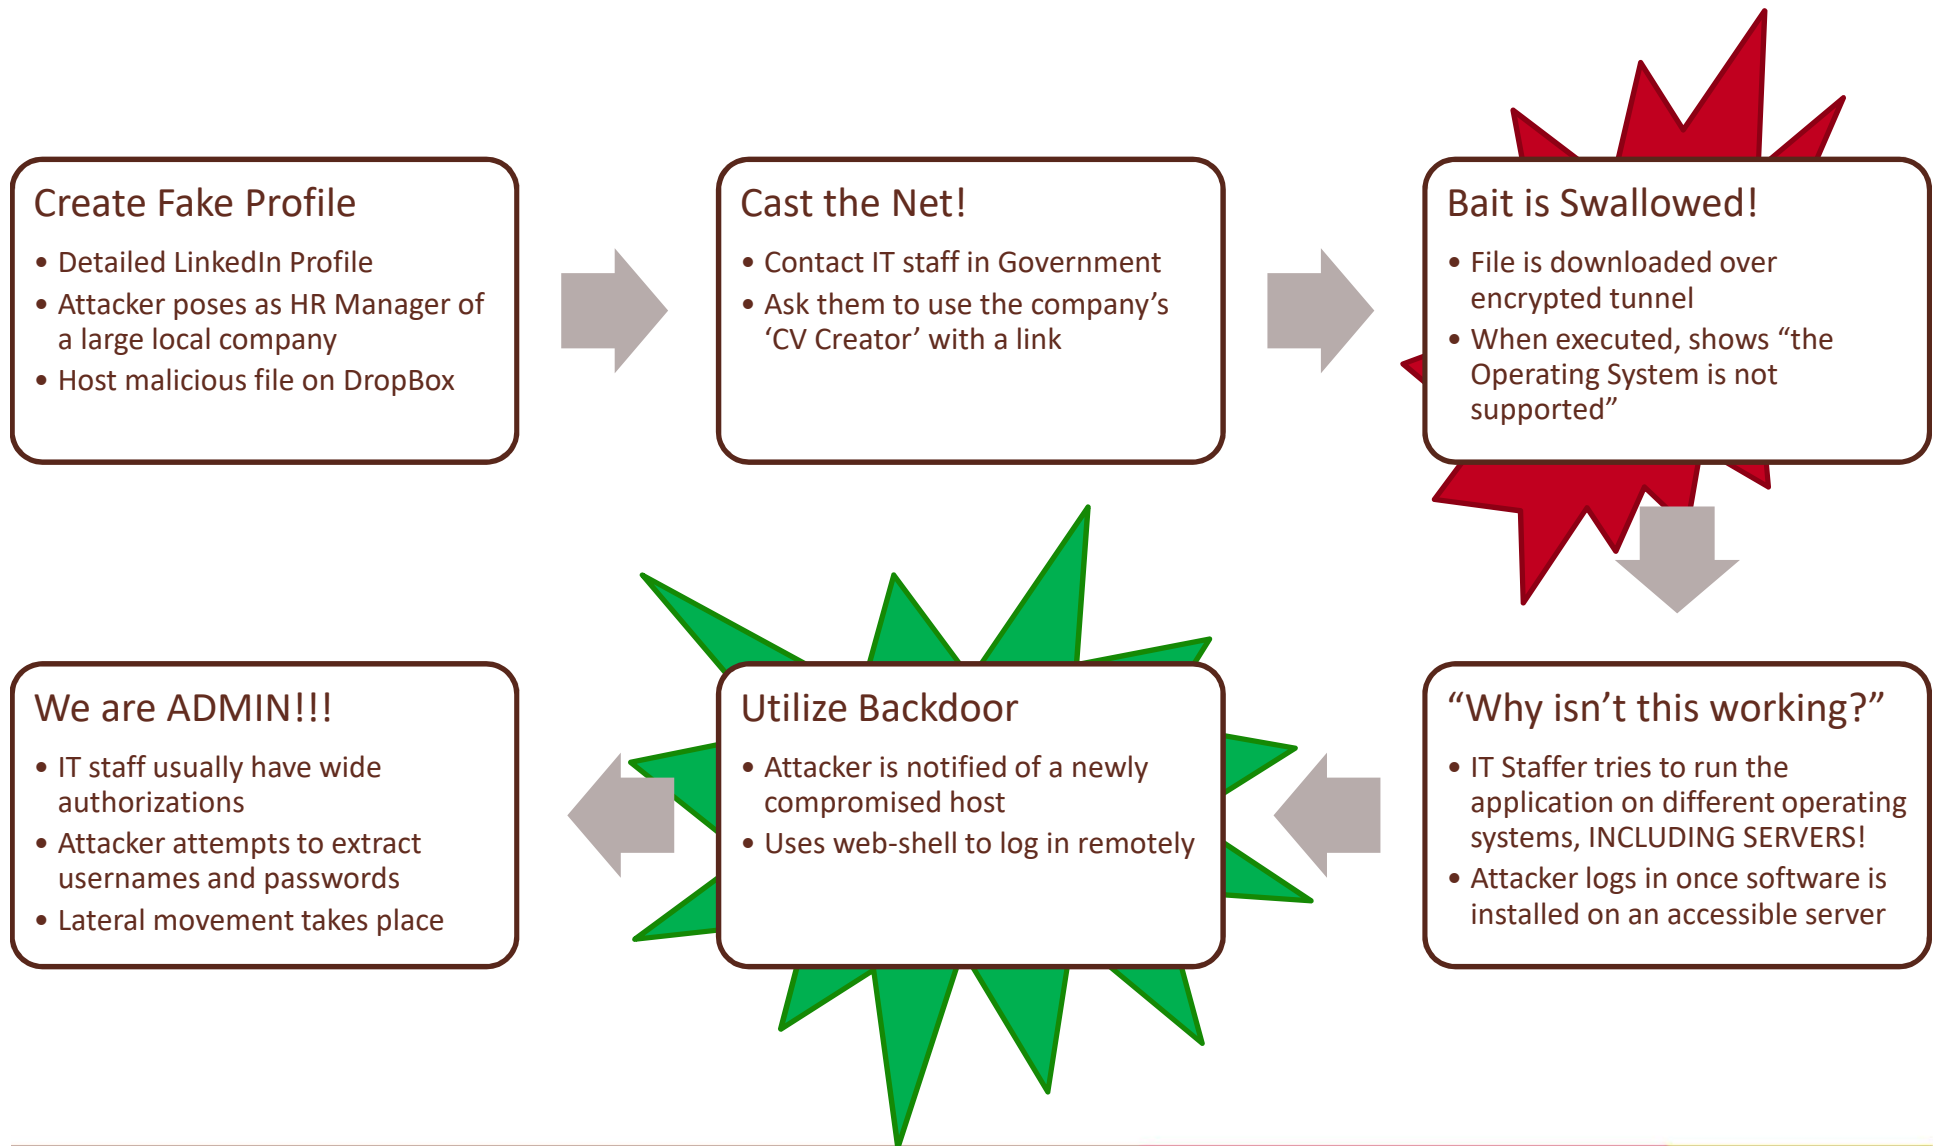 Create Fake Profile
• Detailed LinkedIn Profile
• Attacker poses as HR Manager of
a large local company
• Host malicious file on DropBox
Cast the Net!
• Contact IT staff in Government
• Ask them to use the company’s
‘CV Creator’ with a link
Bait is Swallowed!
• File is downloaded over
encrypted tunnel
• When executed, shows “the
Operating System is not
supported”
“Why isn’t this working?”
• IT Staffer tries to run the
application on different operating
systems, INCLUDING SERVERS!
• Attacker logs in once software is
installed on an accessible server
Utilize Backdoor
• Attacker is notified of a newly
compromised host
• Uses web-shell to log in remotely
We are ADMIN!!!
• IT staff usually have wide
authorizations
• Attacker attempts to extract
usernames and passwords
• Lateral movement takes place